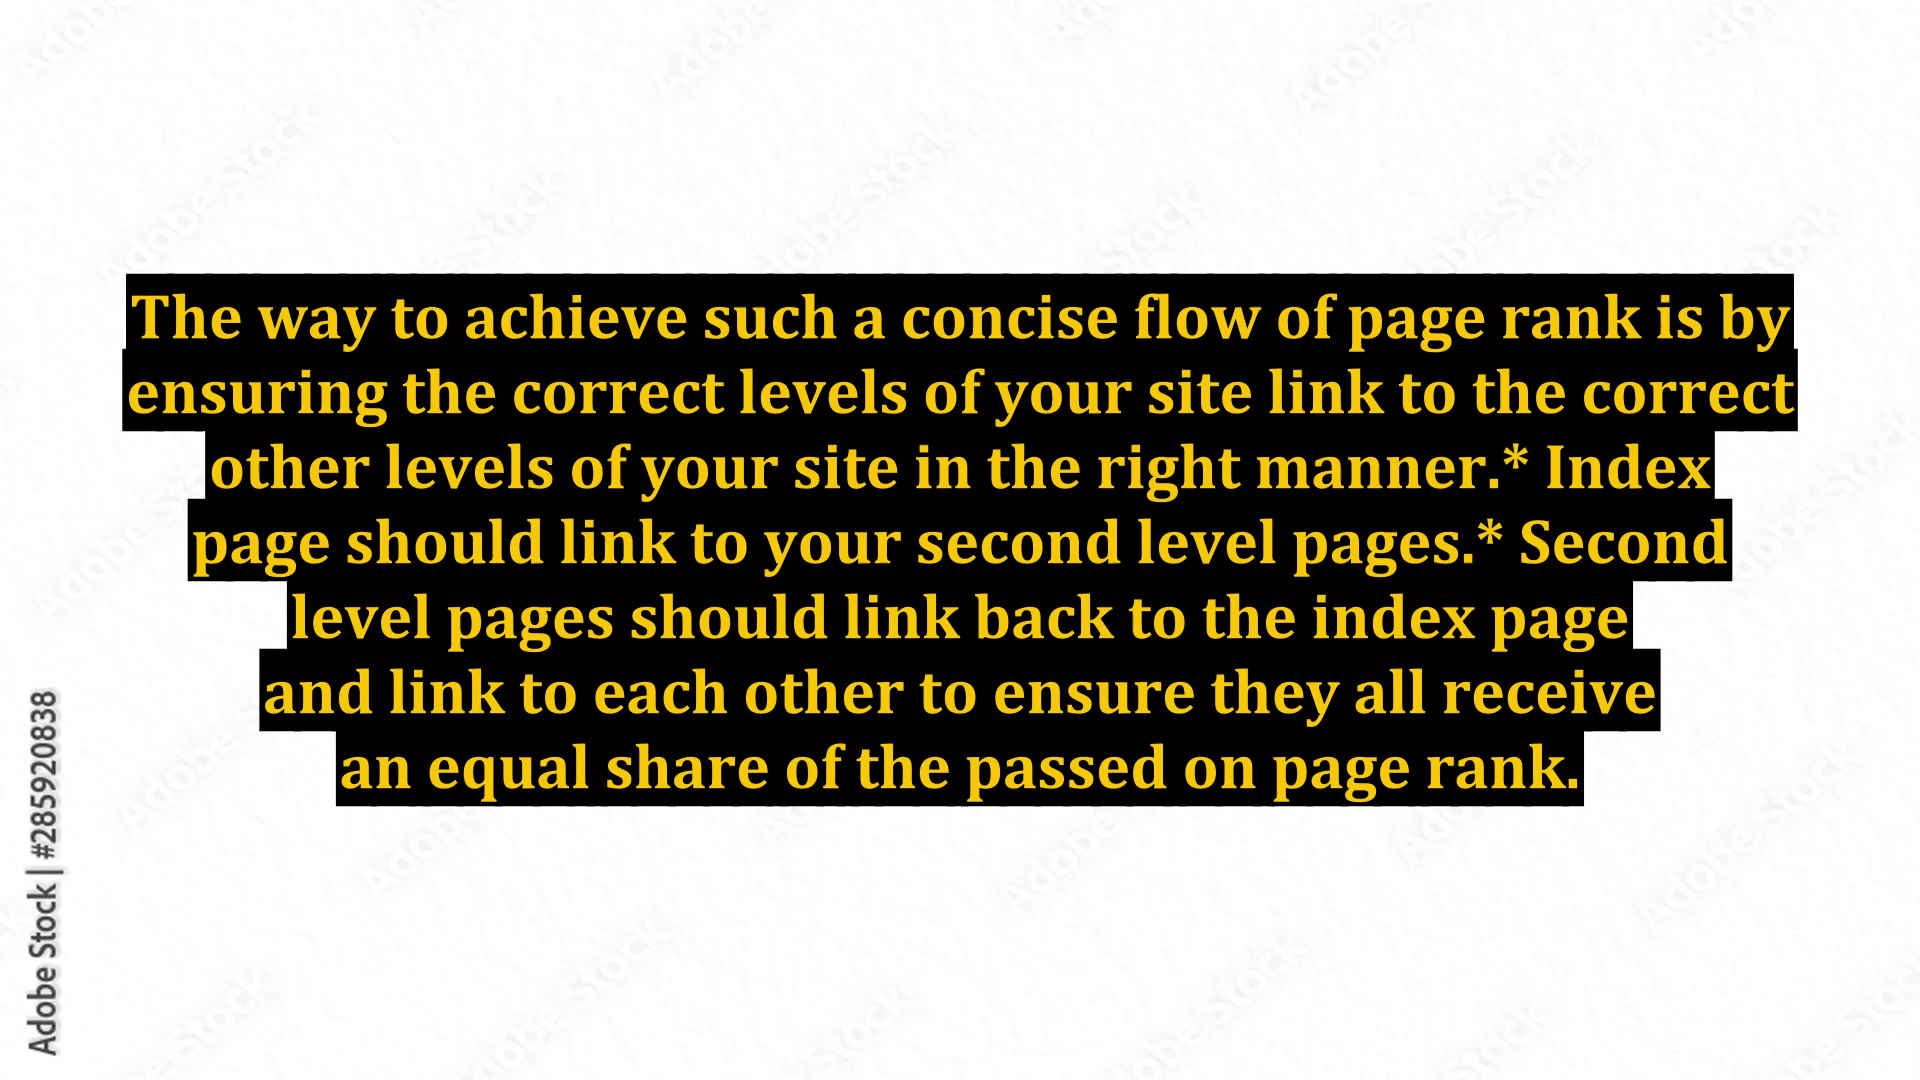 The way to achieve such a concise flow of page rank is by
ensuring the correct levels of your site link to the correct
other levels of your site in the right manner.* Index
page should link to your second level pages.* Second
level pages should link back to the index page
and link to each other to ensure they all receive
an equal share of the passed on page rank.
Adobe Stock | #285920838